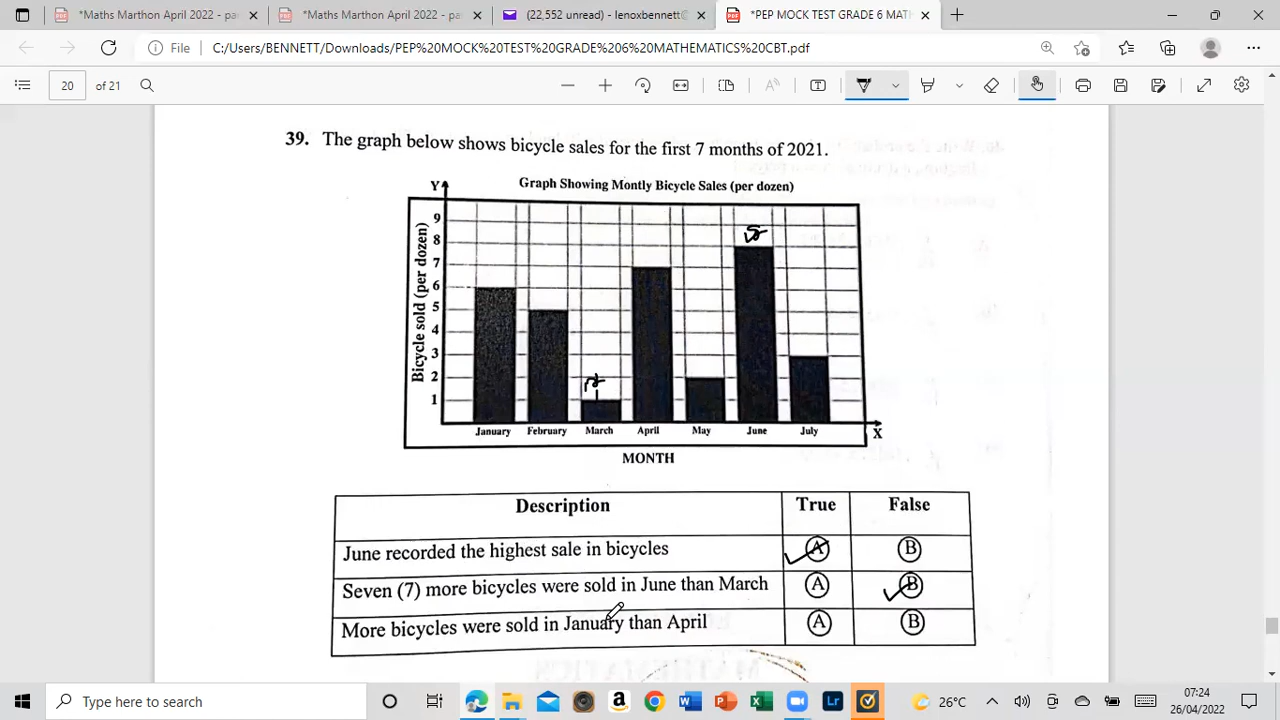 *Maths Marthon April 2022 - pa
*Maths Marthon April 2022 - pa
(22,552 unread) - lenoxbennett@
*PEP MOCK TEST GRADE 6 MATH
File
C:/Users/BENNETT/Downloads/PEP%20MOCK%20TEST%20GRADE%206%20MATHEMATICS%20CBT.pdf
20 of 21
39. The graph below shows bicycle sales for the first 7 months of 2021.
Y
Graph Showing Montly Bicycle Sales (per dozen)
Bicycle sold (per dozen)
9
8
7
6
5
4
3
2
1
January February March April May June July
X
MONTH
Description True False
June recorded the highest sale in bicycles A B
Seven (7) more bicycles were sold in June than March A B
More bicycles were sold in January than April A B
MATHEMATICS
Type here to search
26°C
07:24
26/04/2022